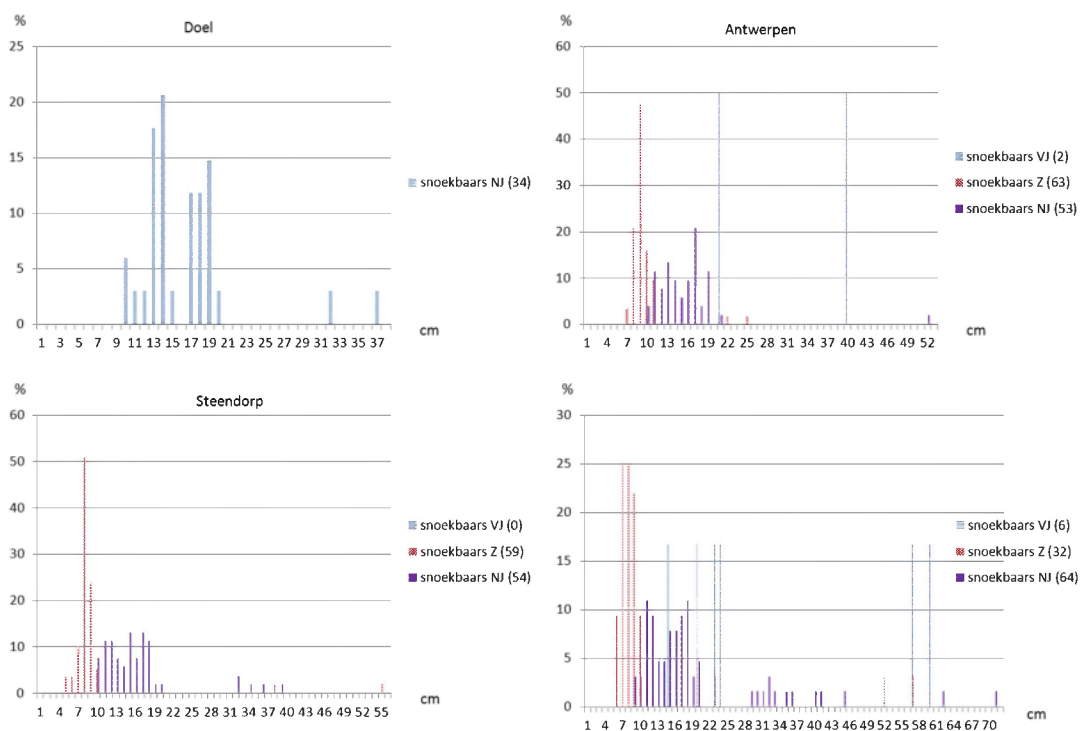 %
Doel
25
20
15
10
5
0
1 3 5 7 9 11 13 15 17 19 21 23 25 27 29 31 33 35 37
cm
snoekbaars NJ (34)
%
Antwerpen
60
50
40
30
20
10
0
1 4 7 10 13 16 19 22 25 28 31 34 37 40 43 46 49 52
cm
snoekbaars VJ (2)
snoekbaars Z (63)
snoekbaars NJ (53)
%
Steendorp
60
50
40
30
20
10
0
1 4 7 10 13 16 19 22 25 28 31 34 37 40 43 46 49 52 55
cm
snoekbaars VJ (0)
snoekbaars Z (59)
snoekbaars NJ (54)
%
30
25
20
15
10
5
0
1 4 7 10 13 16 19 22 25 28 31 34 37 40 43 46 49 52 55 58 61 64 67 70
cm
snoekbaars VJ (6)
snoekbaars Z (32)
snoekbaars NJ (64)